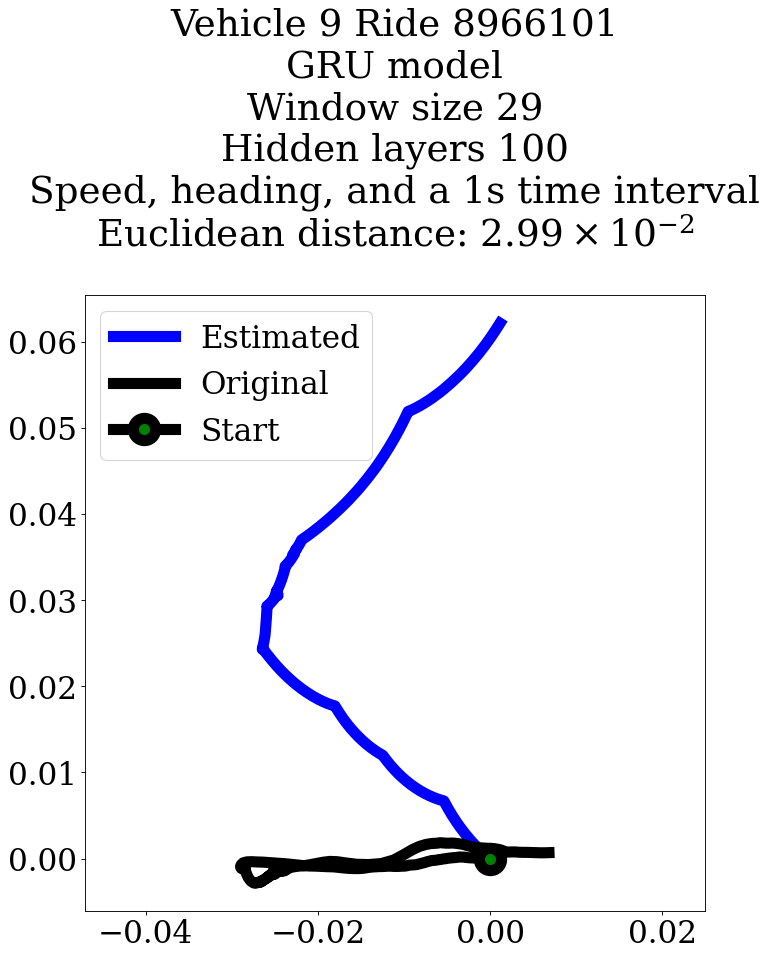 Vehicle 9 Ride 8966101
GRU model
Window size 29
Hidden layers 100
Speed, heading, and a 1s time interval
Euclidean distance: 2.99 × 10⁻²
Estimated
Original
Start
0.06
0.05
0.04
0.03
0.02
0.01
0.00
−0.04
−0.02
0.00
0.02